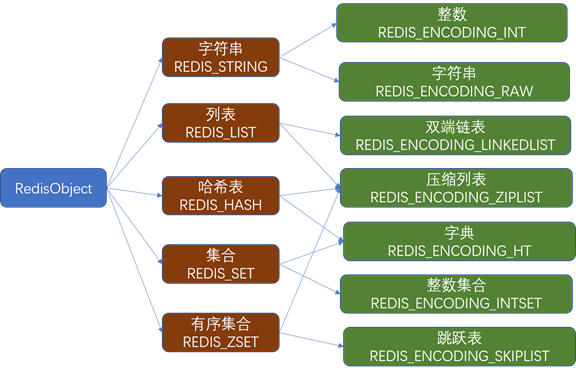 RedisObject
字符串
REDIS_STRING
列表
REDIS_LIST
哈希表
REDIS_HASH
集合
REDIS_SET
有序集合
REDIS_ZSET
整数
REDIS_ENCODING_INT
字符串
REDIS_ENCODING_RAW
双端链表
REDIS_ENCODING_LINKEDLIST
压缩列表
REDIS_ENCODING_ZIPLIST
字典
REDIS_ENCODING_HT
整数集合
REDIS_ENCODING_INTSET
跳跃表
REDIS_ENCODING_SKIPLIST